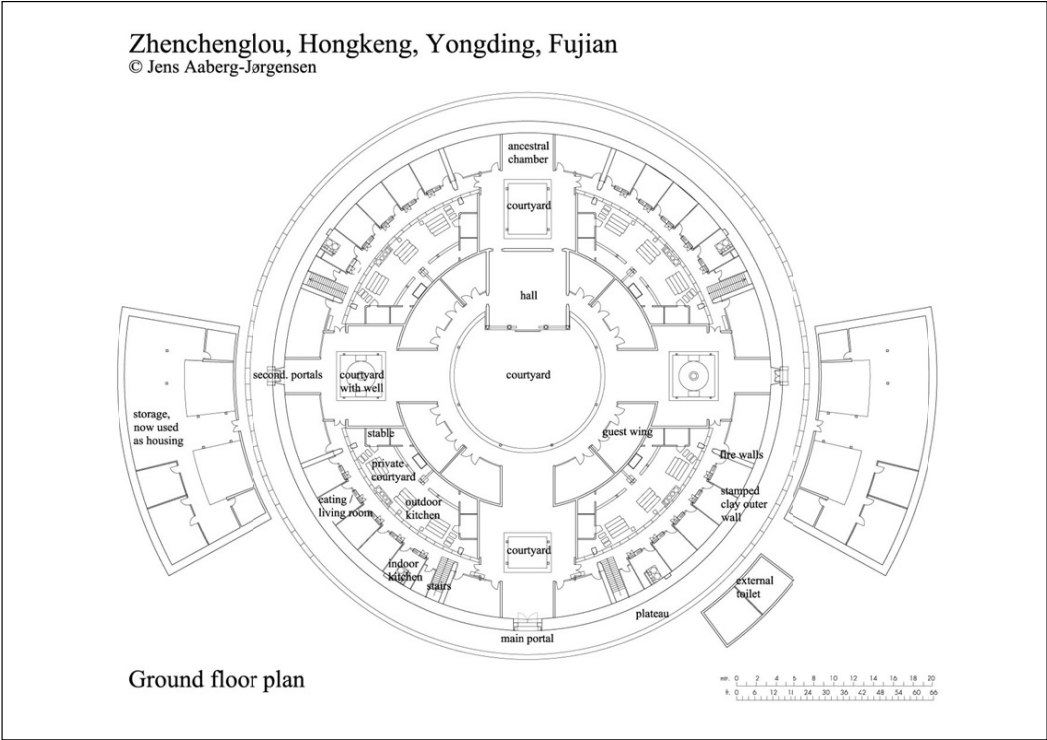 Zhenchenglou, Hongkeng, Yongding, Fujian
© Jens Aaberg-Jørgensen
ancestral
chamber
courtyard
hall
second. portals
courtyard
with well
courtyard
storage,
now used
as housing
stable
guest wing
private
courtyard
fire walls
eating
living room
outdoor
kitchen
stamped
clay outer
wall
courtyard
indoor
kitchen
stairs
external
toilet
plateau
main portal
Ground floor plan
mtr. 0 2 4 6 8 10 12 14 16 18 20
ft. 0 6 12 18 24 30 36 42 48 54 60 66